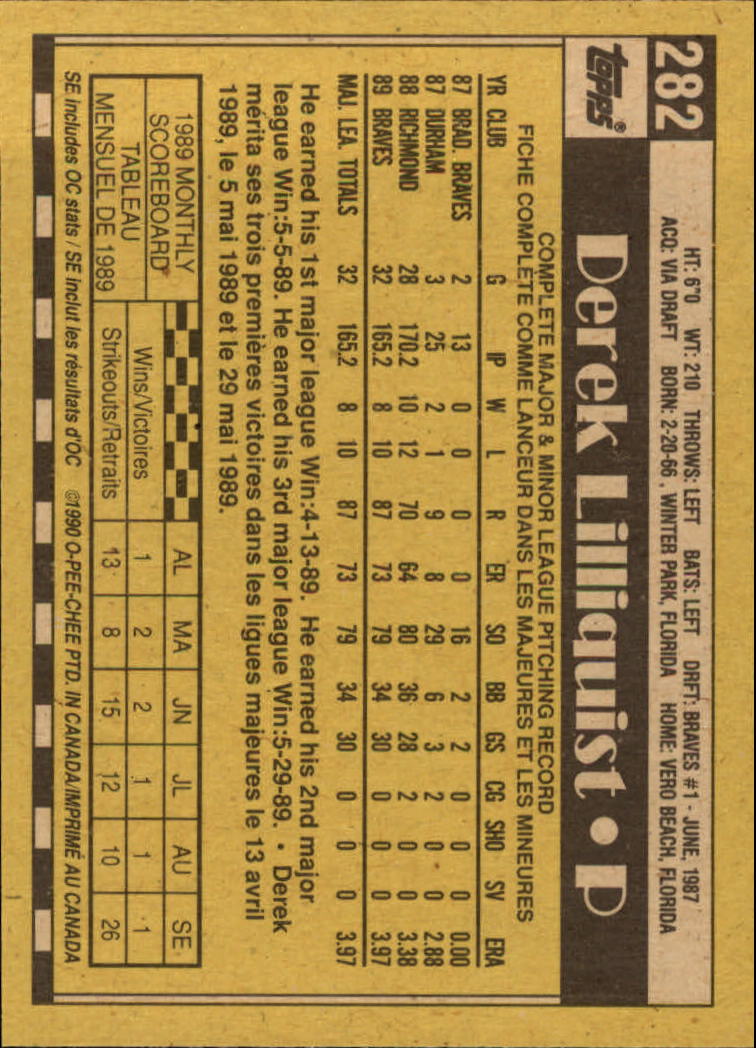 282
HT: 6"0 WT: 210 THROWS: LEFT BATS: LEFT DRFT: BRAVES #1 - JUNE, 1987
ACQ: VIA DRAFT BORN: 2-20-66 , WINTER PARK, FLORIDA HOME: VERO BEACH, FLORIDA
topps®
Derek Lilliquist • P
COMPLETE MAJOR & MINOR LEAGUE PITCHING RECORD
FICHE COMPLÈTE COMME LANCEUR DANS LES MAJEURES ET LES MINEURES
YR CLUB G IP W L R ER SO BB GS CG SHO SV ERA
87 BRAD. BRAVES 2 13 0 0 0 0 16 2 2 0 0 0 0.00
87 DURHAM 3 25 2 1 9 8 29 6 3 2 0 0 2.88
88 RICHMOND 28 170.2 10 12 70 64 80 36 28 2 0 0 3.38
89 BRAVES 32 165.2 8 10 87 73 79 34 30 0 0 0 3.97
MAJ. LEA. TOTALS 32 165.2 8 10 87 73 79 34 30 0 0 0 3.97
He earned his 1st major league Win:4-13-89. He earned his 2nd major
league Win:5-5-89. He earned his 3rd major league Win:5-29-89. • Derek
mérita ses trois premières victoires dans les ligues majeures le 13 avril
1989, le 5 mai 1989 et le 29 mai 1989.
1989 MONTHLY
SCOREBOARD
TABLEAU
MENSUEL DE 1989
AL MA JN JL AU SE
Wins/Victoires 1 2 2 1 1 1
Strikeouts/Retraits 13 8 15 12 10 26
SE includes OC stats / SE inclut les résultats d'OC ©1990 O-PEE-CHEE PTD. IN CANADA/IMPRIMÉ AU CANADA